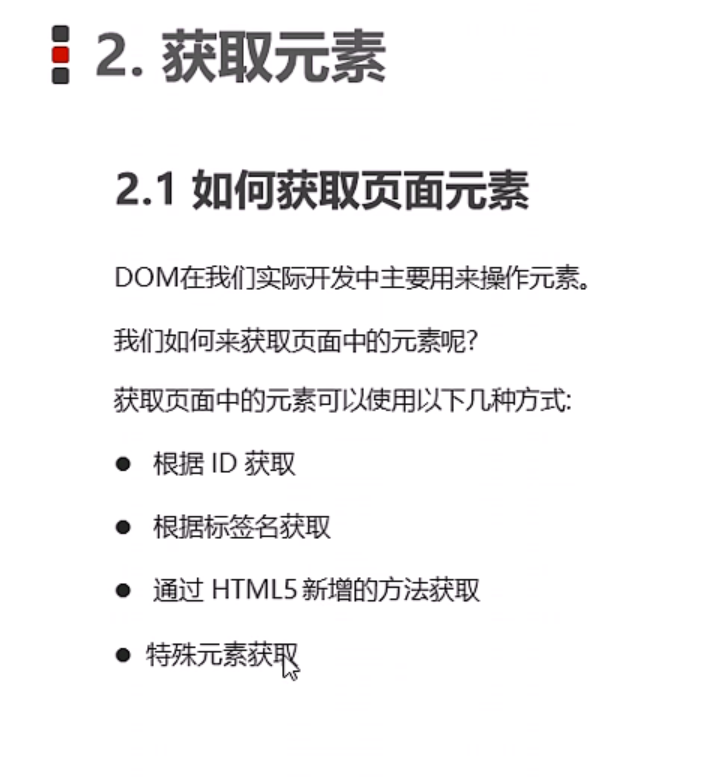 2. 获取元素
2.1 如何获取页面元素
DOM在我们实际开发中主要用来操作元素。
我们如何来获取页面中的元素呢?
获取页面中的元素可以使用以下几种方式:
● 根据 ID 获取
● 根据标签名获取
● 通过 HTML5 新增的方法获取
● 特殊元素获取